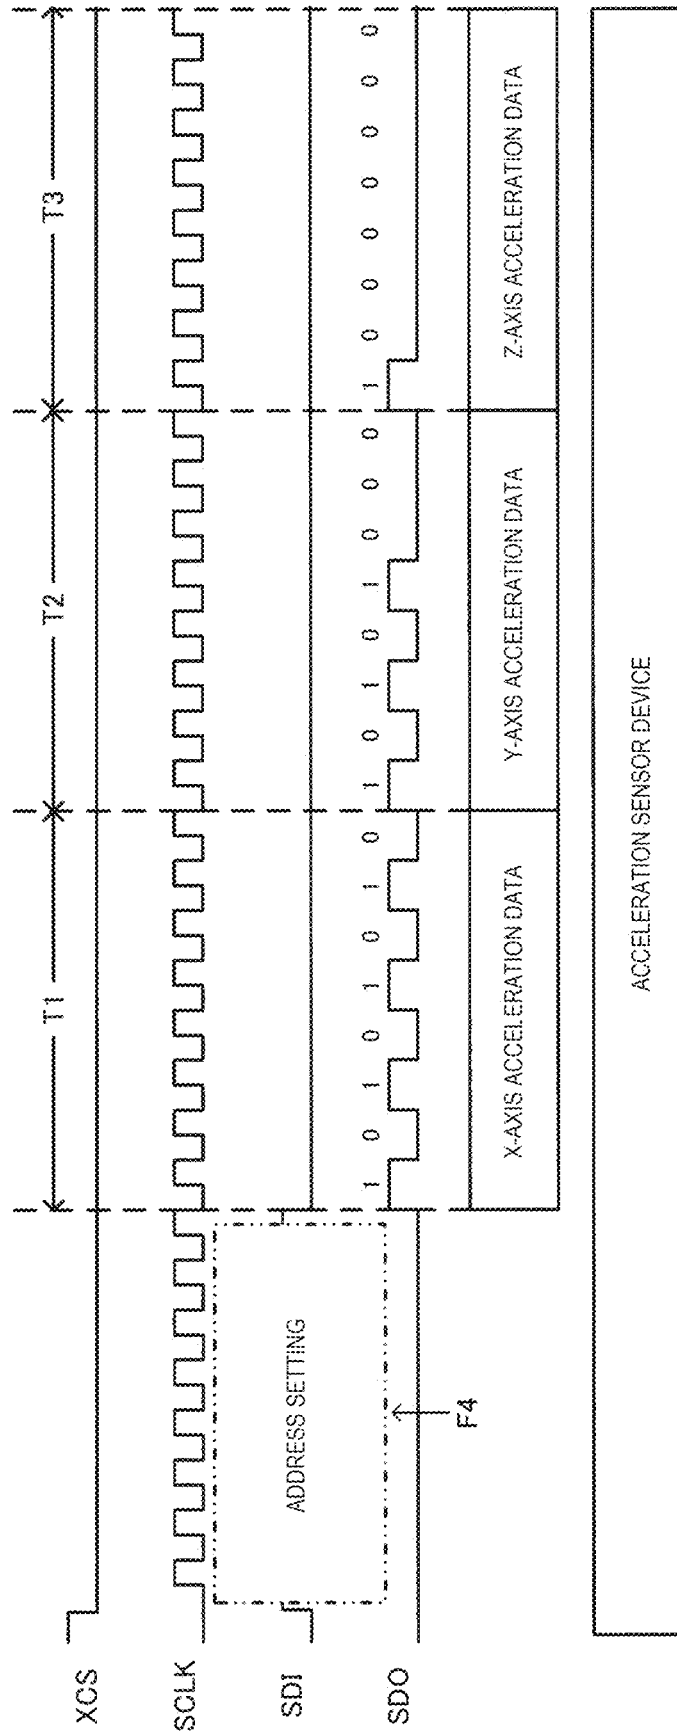 T1 T2 T3
XCS
SCLK
SDI
ADDRESS SETTING
1 0 1 0 1 0 1 0 1 0 1 0 1 0 0 0 1 0 0 0 0 0 0 0
SDO
F4
X-AXIS ACCELERATION DATA
Y-AXIS ACCELERATION DATA
Z-AXIS ACCELERATION DATA
ACCELERATION SENSOR DEVICE